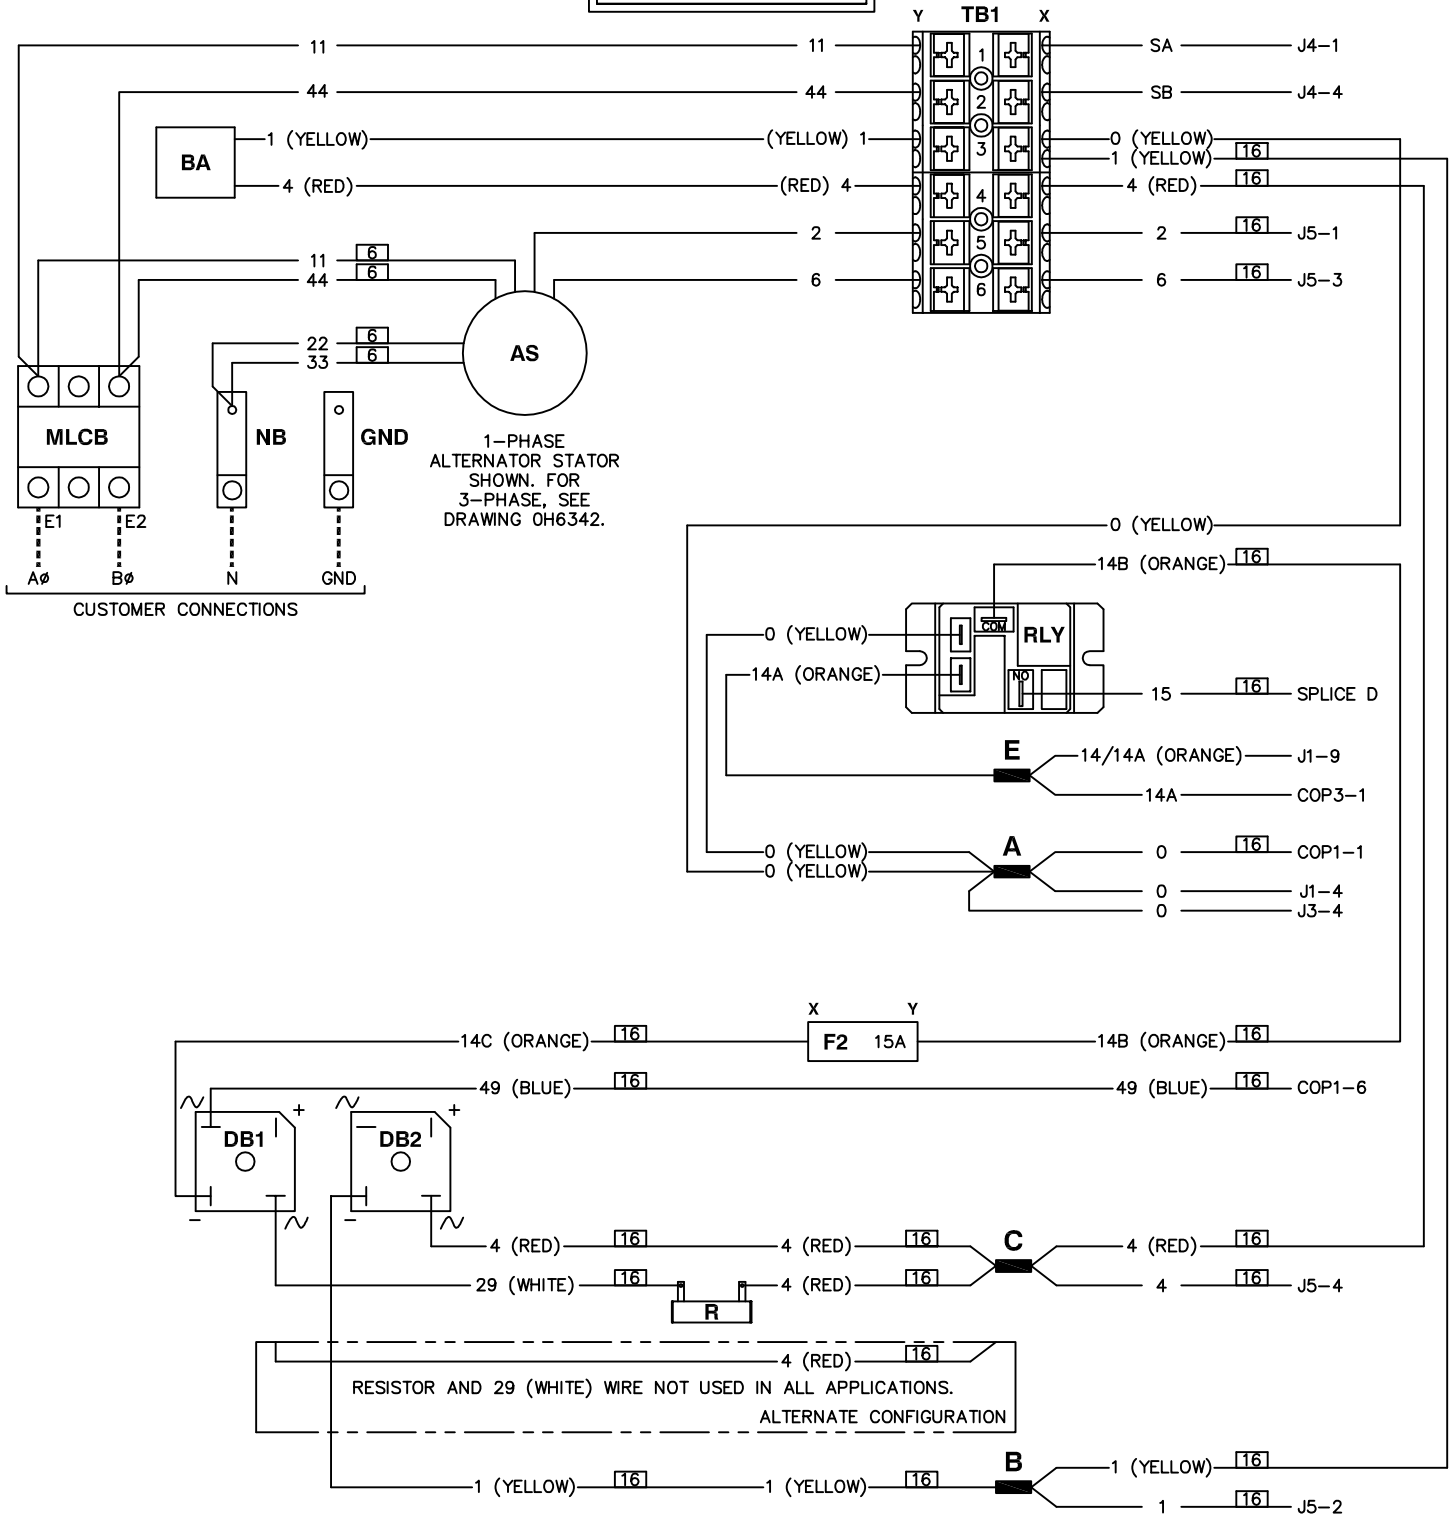 Y TB1 X
11 11 1 SA J4-1
44 44 2 SB J4-4
BA 1 (YELLOW) (YELLOW) 1 3 0 (YELLOW)
1 (YELLOW) 16
4 (RED) (RED) 4 4 4 (RED) 16
2 5 2 16 J5-1
11 6
44 6 6 6 6 16 J5-3
22 6
33 6
AS
MLCB NB GND
1-PHASE
ALTERNATOR STATOR
SHOWN. FOR
3-PHASE, SEE
DRAWING 0H6342.
E1 E2
AØ BØ N GND
CUSTOMER CONNECTIONS
0 (YELLOW)
14B (ORANGE) 16
COM
0 (YELLOW) RLY
14A (ORANGE) NO
15 16 SPLICE D
E
14/14A (ORANGE) J1-9
14A COP3-1
A
0 (YELLOW) 0 16 COP1-1
0 (YELLOW)
0 J1-4
0 J3-4
X Y
14C (ORANGE) 16 F2 15A 14B (ORANGE) 16
49 (BLUE) 16 49 (BLUE) 16 COP1-6
∿ + ∿ +
DB1 DB2
- ∿ -
C
4 (RED) 16 4 (RED) 16 4 (RED) 16
29 (WHITE) 16 4 (RED) 16 4 J5-4
R
4 (RED) 16
RESISTOR AND 29 (WHITE) WIRE NOT USED IN ALL APPLICATIONS.
ALTERNATE CONFIGURATION
B
1 (YELLOW) 16
1 (YELLOW) 16 1 (YELLOW) 16
1 16 J5-2